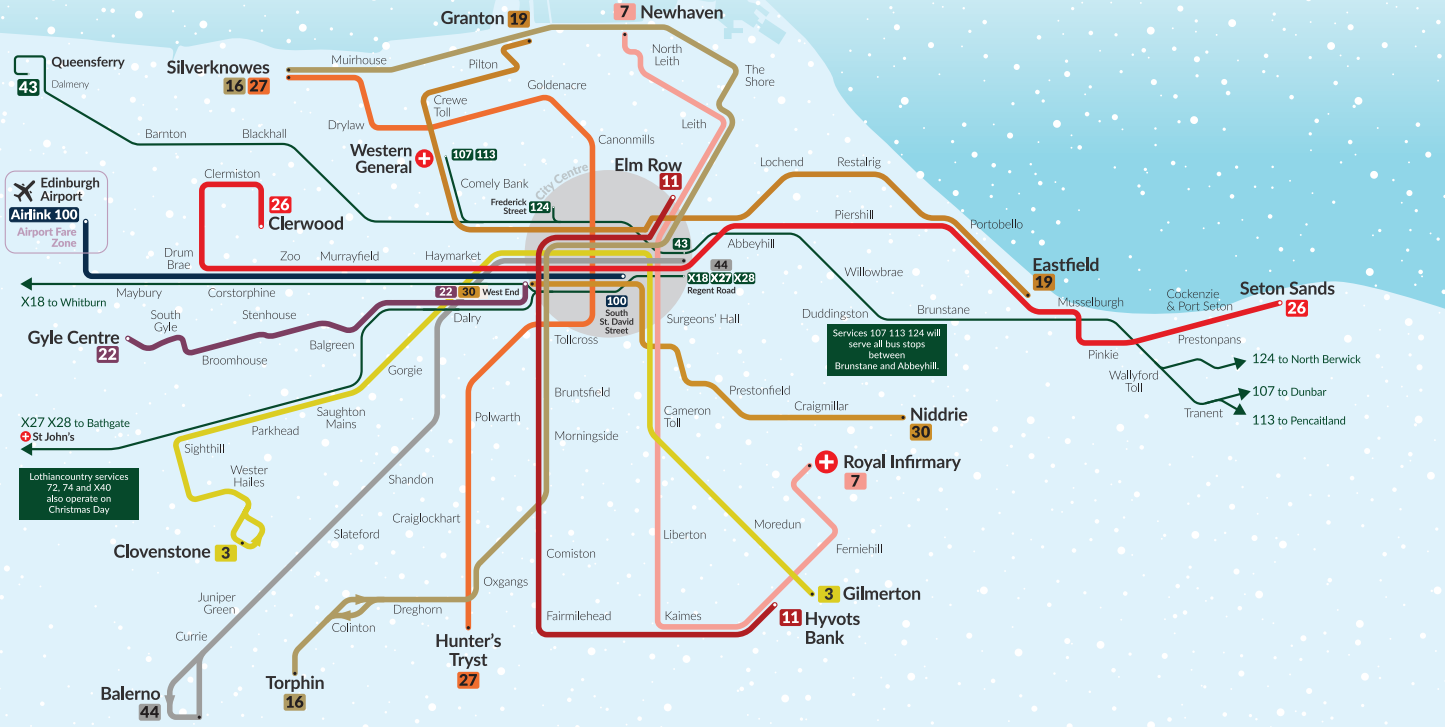 Granton 19
7 Newhaven
Queensferry
43 Dalmeny
Silverknowes
16 27
Muirhouse
Pilton
North
Leith
The
Shore
Goldenacre
Crewe
Toll
Drylaw
Leith
Barnton
Blackhall
Canonmills
Western
General
107 113
Elm Row
11
Lochend
Restalrig
Clermiston
Comely Bank
City Centre
Edinburgh
Airport
Airlink 100
Airport Fare
Zone
26
Clerwood
Frederick
Street
124
Piershill
Portobello
Abbeyhill
43
Drum
Brae
Zoo
Murrayfield
Haymarket
44
X18 X27 X28
Regent Road
Willowbrae
Eastfield
19
Maybury
Corstorphine
X18 to Whitburn
22 30 West End
100
South
St. David
Street
Musselburgh
Cockenzie
& Port Seton
Seton Sands
26
South
Gyle
Stenhouse
Dalry
Surgeons' Hall
Duddingston
Brunstane
Gyle Centre
22
Broomhouse
Balgreen
Tollcross
Services 107 113 124 will
serve all bus stops
between
Brunstane and Abbeyhill.
Prestonpans
Pinkie
Gorgie
124 to North Berwick
Wallyford
Toll
Bruntsfield
Prestonfield
107 to Dunbar
Saughton
Mains
Polwarth
Cameron
Toll
Craigmillar
Niddrie
30
Tranent
113 to Pencaitland
X27 X28 to Bathgate
St John's
Parkhead
Sighthill
Morningside
Wester
Hailes
Royal Infirmary
7
Lothiancountry services
72, 74 and X40
also operate on
Christmas Day
Shandon
Craiglockhart
Slateford
Moredun
Liberton
Clovenstone 3
Comiston
Ferniehill
Oxgangs
Juniper
Green
Dreghorn
3 Gilmerton
Colinton
Fairmilehead
Kaimes
11 Hyvots
Bank
Currie
Hunter's
Tryst
27
Torphin
16
Balerno
44